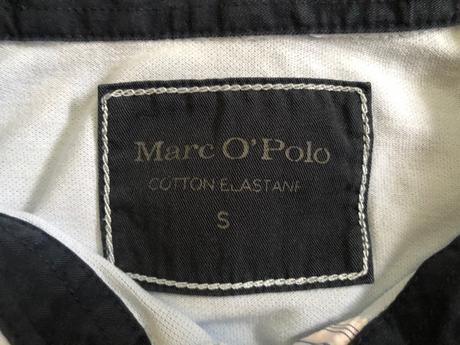 Marc O'Polo
COTTON ELASTANE
S